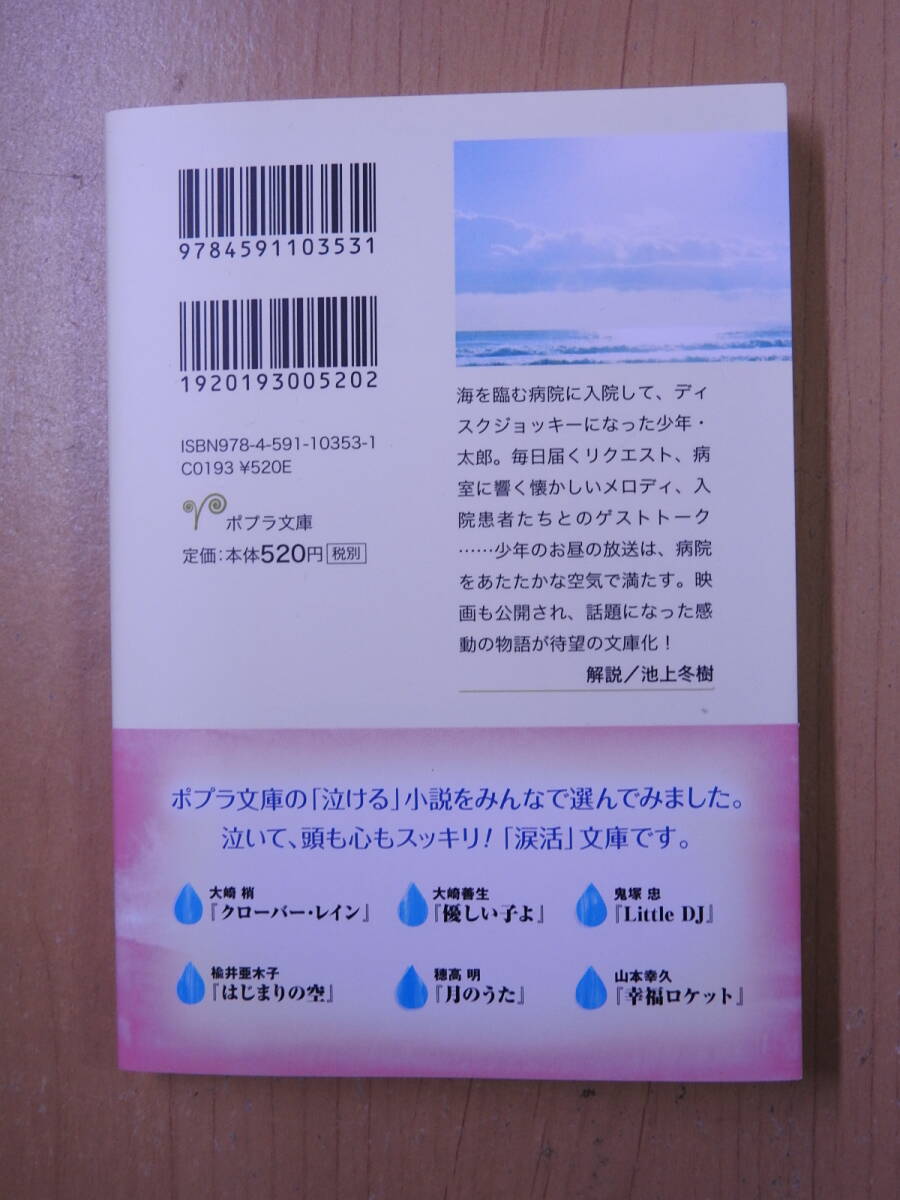 9784591103531
1920193005202
ISBN978-4-591-10353-1
C0193 ¥520E
ポプラ文庫
定価:本体520円 税別
海を臨む病院に入院して、ディ
スクジョッキーになった少年・
太郎。毎日届くリクエスト、病
室に響く懐かしいメロディ、入
院患者たちとのゲストトーク
……少年のお昼の放送は、病院
をあたたかな空気で満たす。映
画も公開され、話題になった感
動の物語が待望の文庫化!
解説/池上冬樹
ポプラ文庫の「泣ける」小説をみんなで選んでみました。
泣いて、頭も心もスッキリ!「涙活」文庫です。
大崎 梢
『クローバー・レイン』
大崎善生
『優しい子よ』
鬼塚 忠
『Little DJ』
楡井亜木子
『はじまりの空』
穂高 明
『月のうた』
山本幸久
『幸福ロケット』